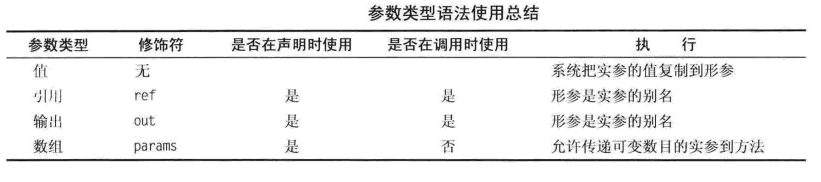 参数类型语法使用总结
参数类型 修饰符 是否在声明时使用 是否在调用时使用 执 行
值 无 系统把实参的值复制到形参
引用 ref 是 是 形参是实参的别名
输出 out 是 是 形参是实参的别名
数组 params 是 否 允许传递可变数目的实参到方法